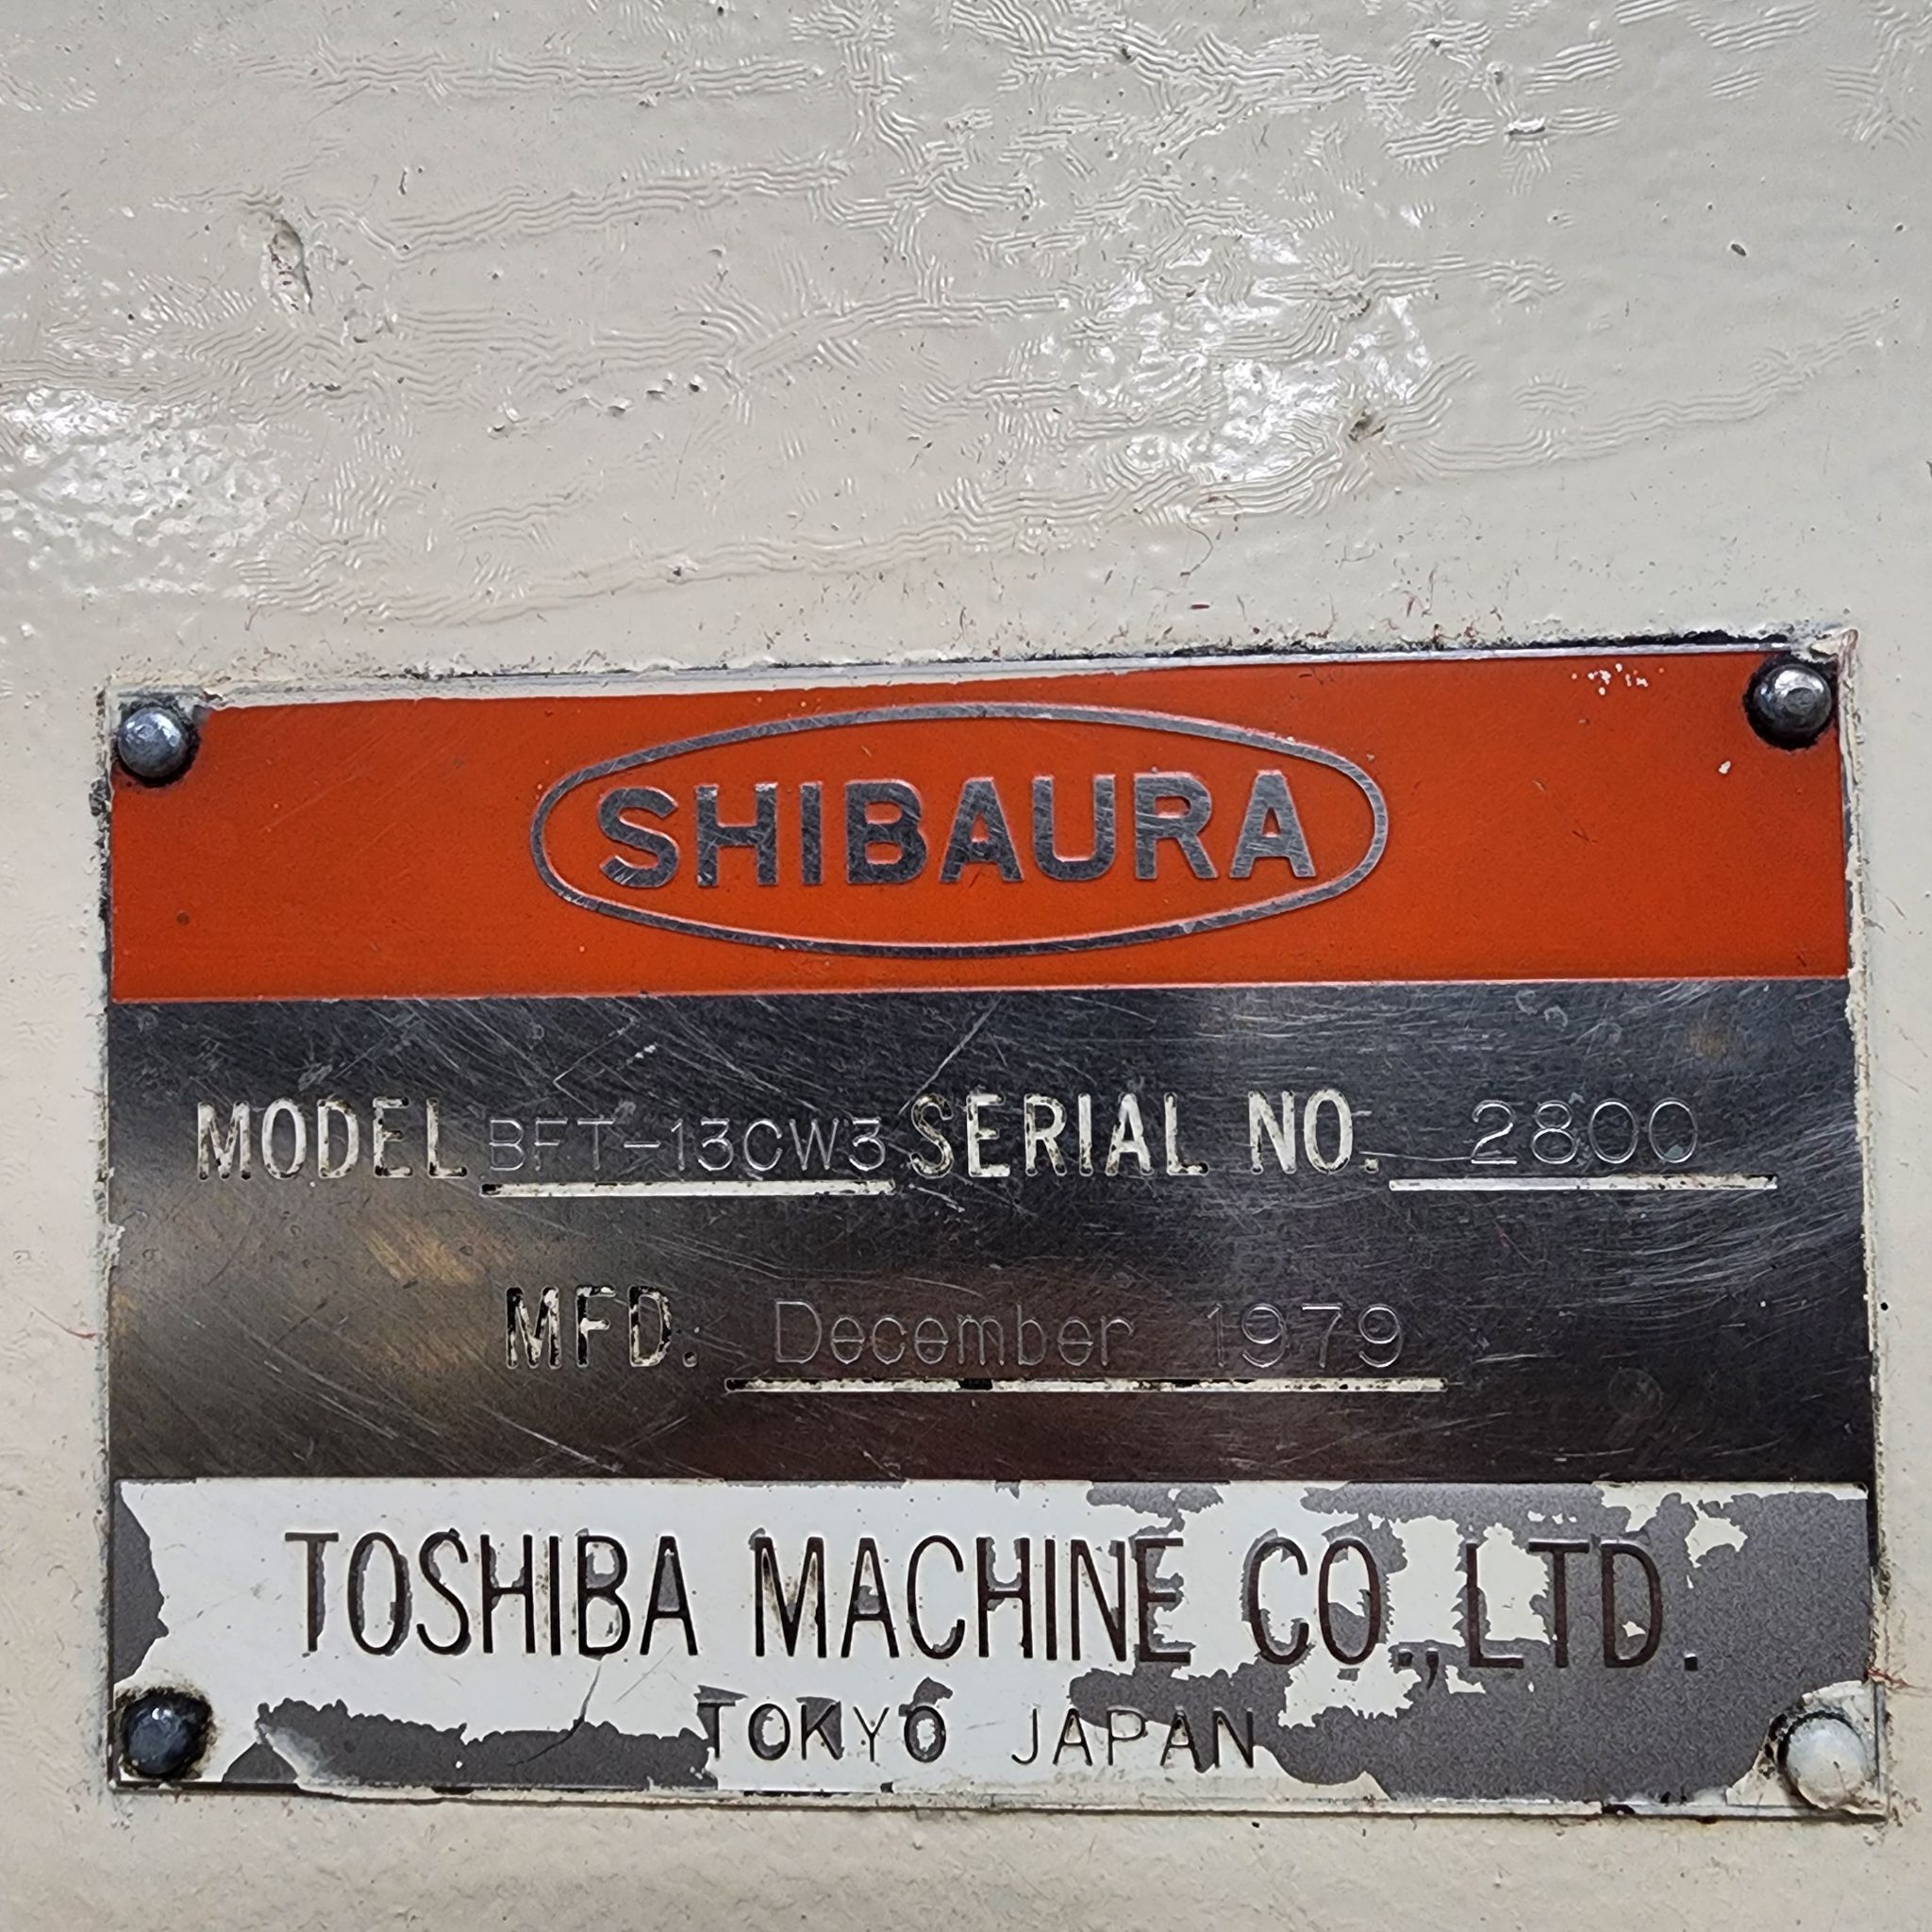 SHIBAURA
MODEL BFT-13CW3 SERIAL NO. 2800
MFD. December 1979
TOSHIBA MACHINE CO., LTD.
TOKYO JAPAN